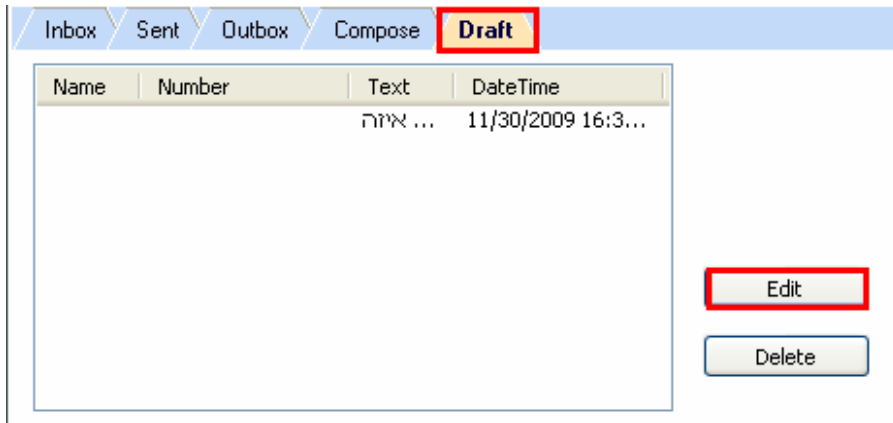 Inbox Sent Outbox Compose Draft
Name Number Text DateTime
איזה ... 11/30/2009 16:3...
Edit
Delete